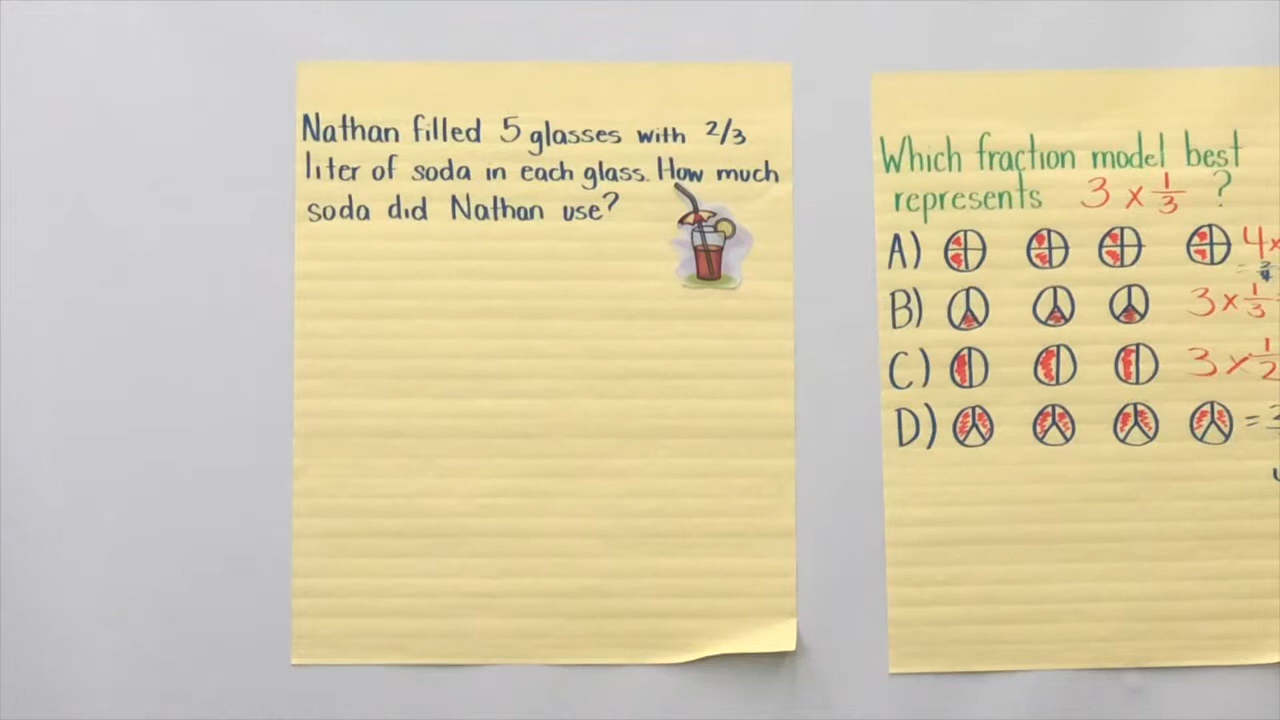 Nathan filled 5 glasses with 2/3
liter of soda in each glass. How much
soda did Nathan use?
Which fraction model best
represents 3 x 1/3 ?
A) 4x
B) 3 x 1/3
C) 3 x 1/2
D) =